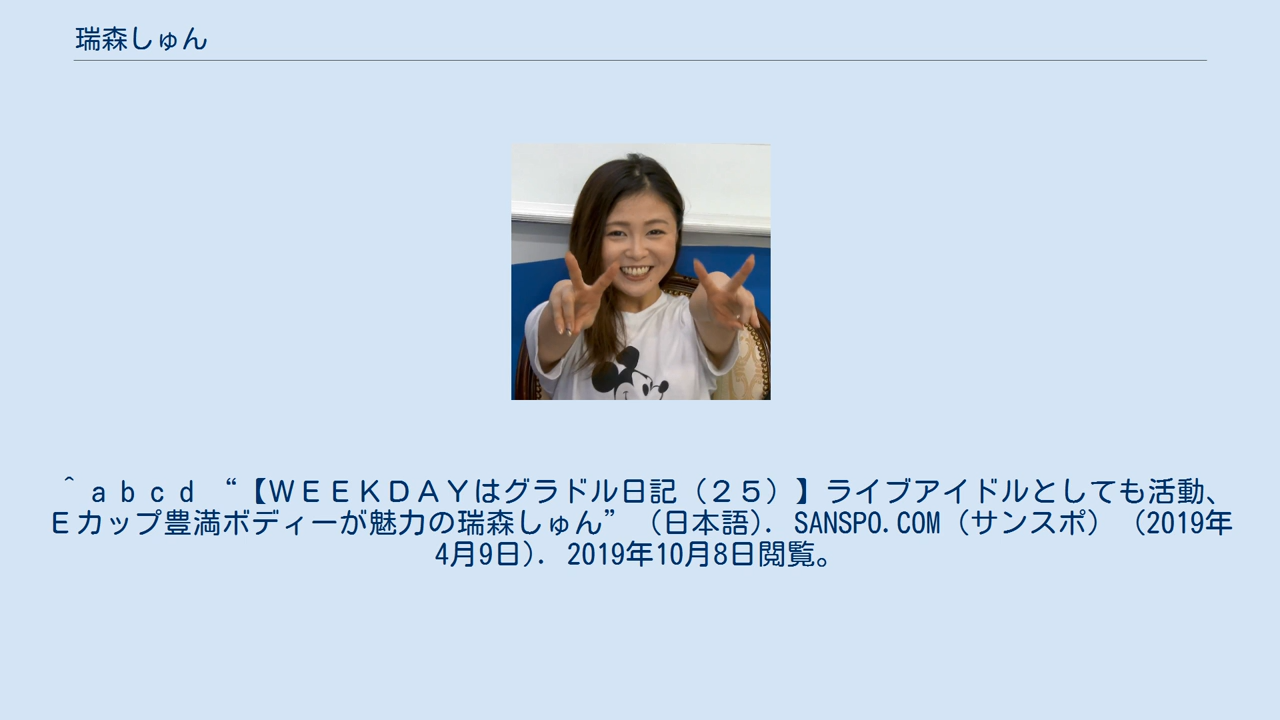 瑞森しゅん
^ a b c d “【ＷＥＥＫＤＡＹはグラドル日記（２５）】ライブアイドルとしても活動、
Ｅカップ豊満ボディーが魅力の瑞森しゅん” (日本語). SANSPO.COM（サンスポ） (2019年
4月9日). 2019年10月8日閲覧。